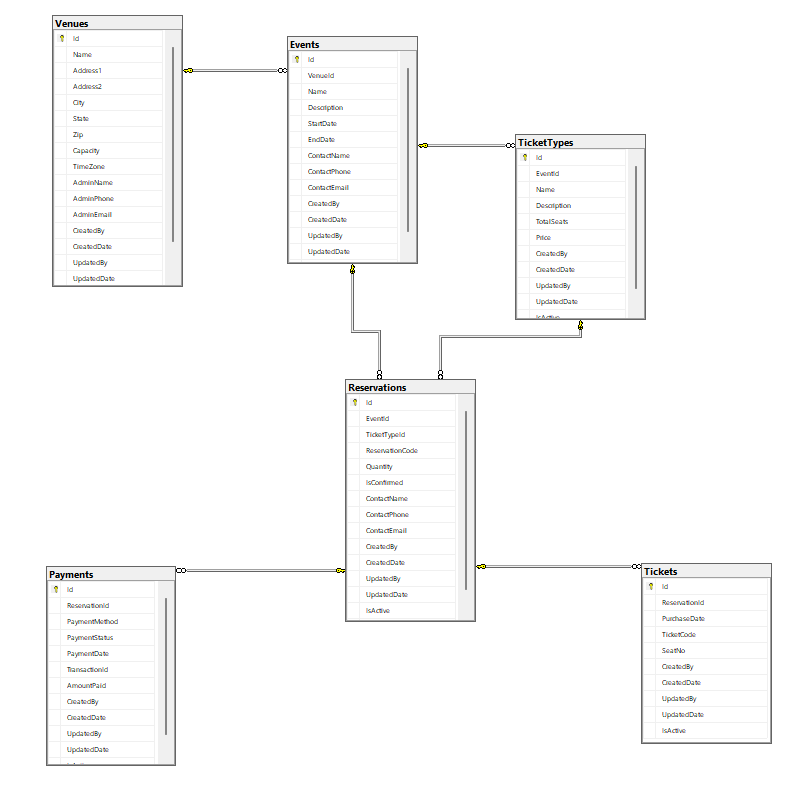 Venues
Id
Name
Address1
Address2
City
State
Zip
Capacity
TimeZone
AdminName
AdminPhone
AdminEmail
CreatedBy
CreatedDate
UpdatedBy
UpdatedDate
Events
Id
VenueId
Name
Description
StartDate
EndDate
ContactName
ContactPhone
ContactEmail
CreatedBy
CreatedDate
UpdatedBy
UpdatedDate
TicketTypes
Id
EventId
Name
Description
TotalSeats
Price
CreatedBy
CreatedDate
UpdatedBy
UpdatedDate
IsActive
Reservations
Id
EventId
TicketTypeId
ReservationCode
Quantity
IsConfirmed
ContactName
ContactPhone
ContactEmail
CreatedBy
CreatedDate
UpdatedBy
UpdatedDate
IsActive
Payments
Id
ReservationId
PaymentMethod
PaymentStatus
PaymentDate
TransactionId
AmountPaid
CreatedBy
CreatedDate
UpdatedBy
UpdatedDate
Tickets
Id
ReservationId
PurchaseDate
TicketCode
SeatNo
CreatedBy
CreatedDate
UpdatedBy
UpdatedDate
IsActive